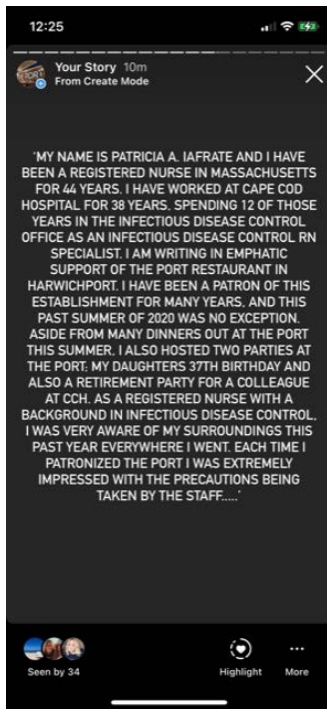 12:25
Your Story 10m
From Create Mode
'MY NAME IS PATRICIA A. IAFRATE AND I HAVE
BEEN A REGISTERED NURSE IN MASSACHUSETTS
FOR 44 YEARS. I HAVE WORKED AT CAPE COD
HOSPITAL FOR 38 YEARS. SPENDING 12 OF THOSE
YEARS IN THE INFECTIOUS DISEASE CONTROL
OFFICE AS AN INFECTIOUS DISEASE CONTROL RN
SPECIALIST. I AM WRITING IN EMPHATIC
SUPPORT OF THE PORT RESTAURANT IN
HARWICHPORT. I HAVE BEEN A PATRON OF THIS
ESTABLISHMENT FOR MANY YEARS, AND THIS
PAST SUMMER OF 2020 WAS NO EXCEPTION.
ASIDE FROM MANY DINNERS OUT AT THE PORT
THIS SUMMER, I ALSO HOSTED TWO PARTIES AT
THE PORT; MY DAUGHTERS 37TH BIRTHDAY AND
ALSO A RETIREMENT PARTY FOR A COLLEAGUE
AT CCH. AS A REGISTERED NURSE WITH A
BACKGROUND IN INFECTIOUS DISEASE CONTROL,
I WAS VERY AWARE OF MY SURROUNDINGS THIS
PAST YEAR EVERYWHERE I WENT. EACH TIME I
PATRONIZED THE PORT I WAS EXTREMELY
IMPRESSED WITH THE PRECAUTIONS BEING
TAKEN BY THE STAFF.....'
Seen by 34
Highlight
More